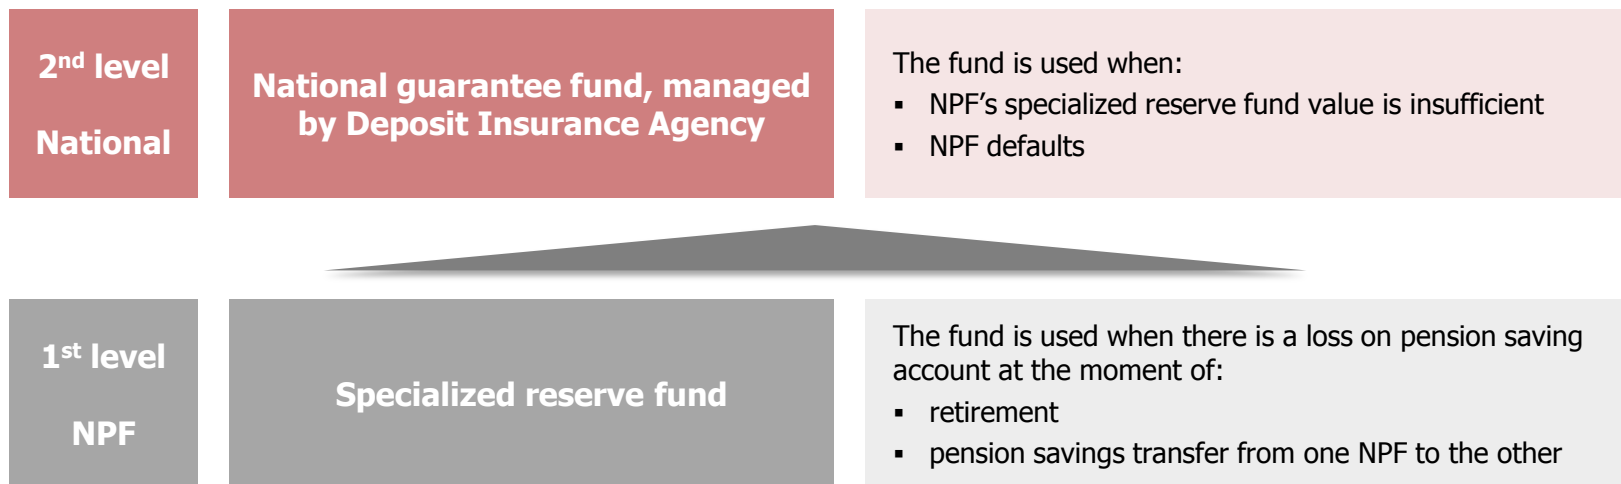 2nd level
National
National guarantee fund, managed
by Deposit Insurance Agency
The fund is used when:
▪ NPF’s specialized reserve fund value is insufficient
▪ NPF defaults
1st level
NPF
Specialized reserve fund
The fund is used when there is a loss on pension saving
account at the moment of:
▪ retirement
▪ pension savings transfer from one NPF to the other